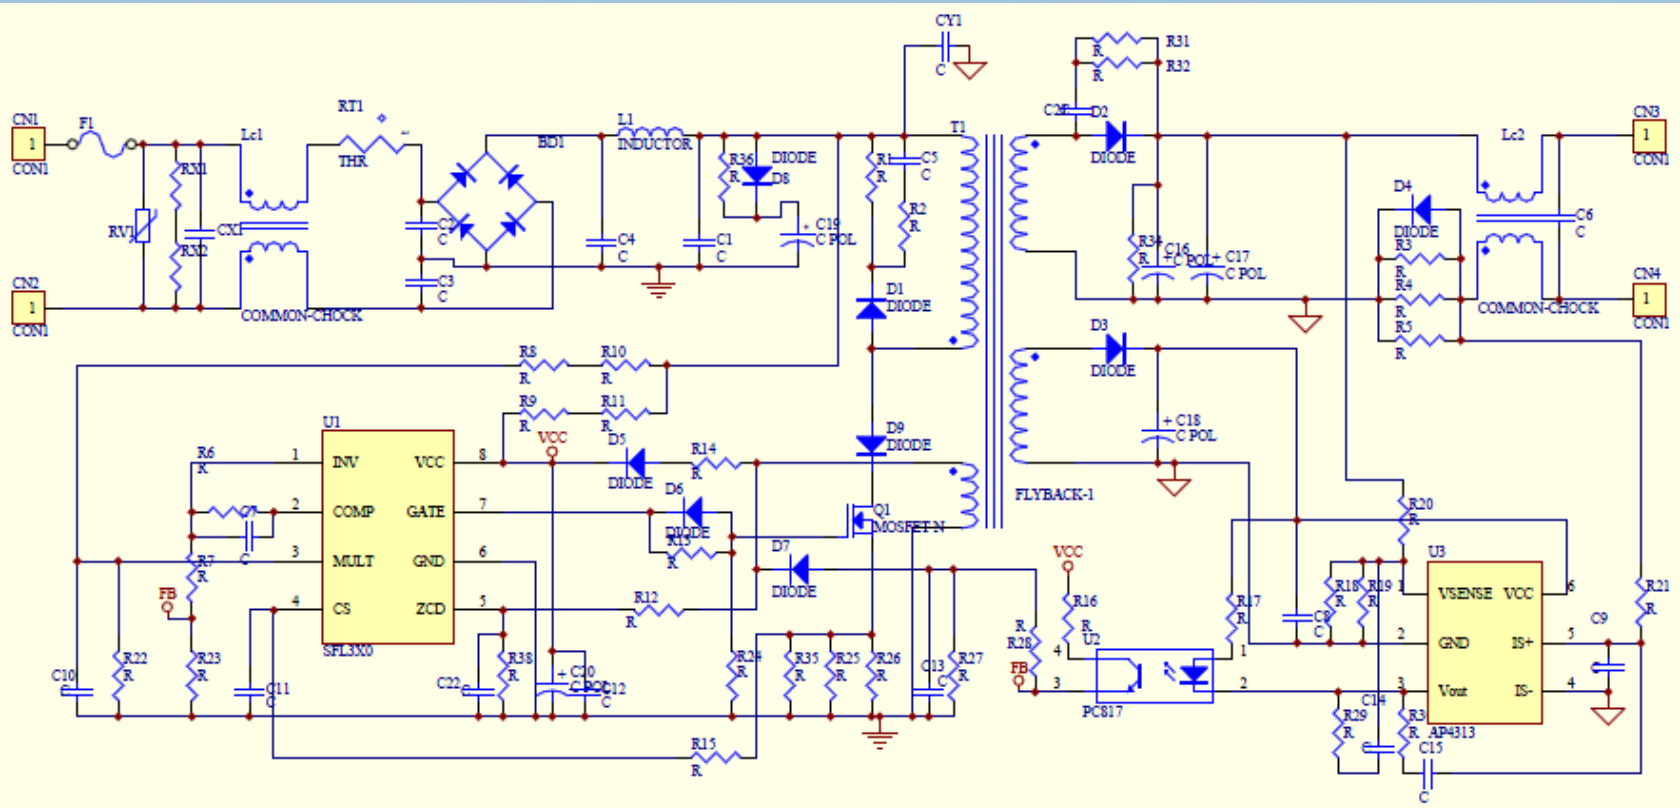 CY1
C
R31
R
R32
R
CN1
1
CON1
F1
Lc1
RT1
THR
BD1
L1
INDUCTOR
R36
R
DIODE
D8
R1
R
C5
C
T1
D2
DIODE
Lc2
CN3
1
CON1
RV1
RX1
RX2
CX1
C2
C
C4
C
C1
C
C19
C POL
R2
R
R34
R
C16
C POL
C17
C POL
D4
DIODE
R3
R
R4
R
R5
R
C6
C
CN2
1
CON1
COMMON-CHOCK
C3
C
D1
DIODE
D3
DIODE
COMMON-CHOCK
CN4
1
CON1
R8
R
R10
R
R9
R
R11
R
C18
C POL
U1
R6
R
1
INV
VCC
8
VCC
D5
DIODE
R14
R
D9
DIODE
FLYBACK-1
2
COMP
GATE
7
C7
C
D6
DIODE
R13
R
Q1
MOSFET-N
R20
R
R7
R
3
MULT
GND
6
D7
DIODE
VCC
U3
FB
4
CS
ZCD
5
SFL3X0
R12
R
R16
R
R
R28
U2
R17
R
C8
C
R18
R
R19
R
1
VSENSE
VCC
6
2
GND
IS+
5
3
Vout
IS-
4
AP4313
C9
C
R21
R
C10
C
R22
R
R23
R
C11
C
C22
C
R38
R
C20
C POL
C12
C
R24
R
R35
R
R25
R
R26
R
C13
C
R27
R
FB
4
3
1
2
PC817
R29
R
C14
C
R3
R
C15
C
R15
R